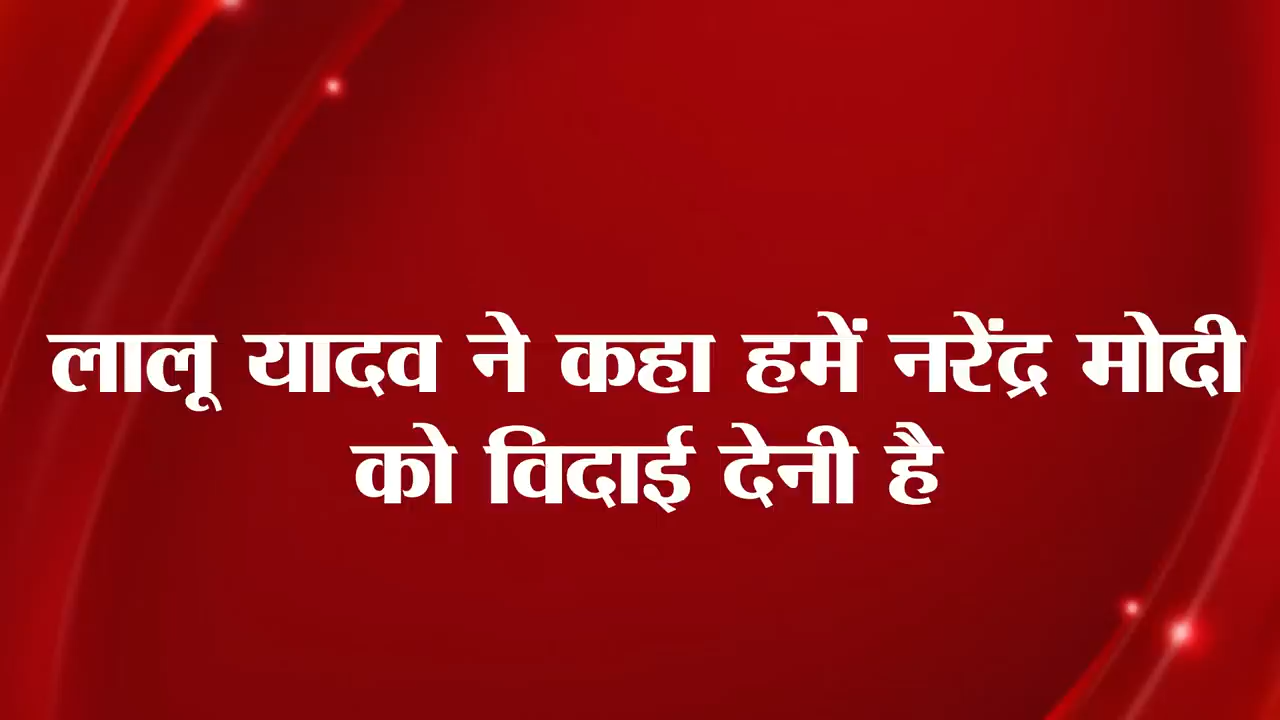 लालू यादव ने कहा हमें नरेंद्र मोदी
को विदाई देनी है